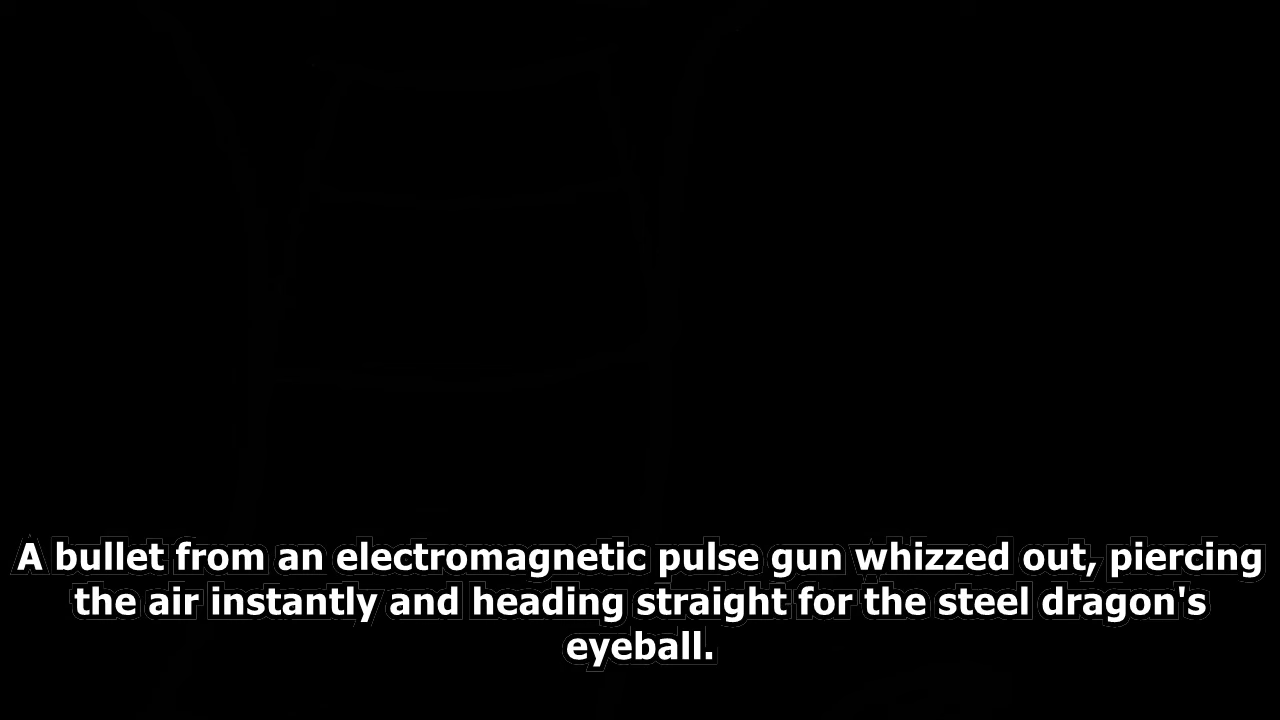 A bullet from an electromagnetic pulse gun whizzed out, piercing
the air instantly and heading straight for the steel dragon's
eyeball.